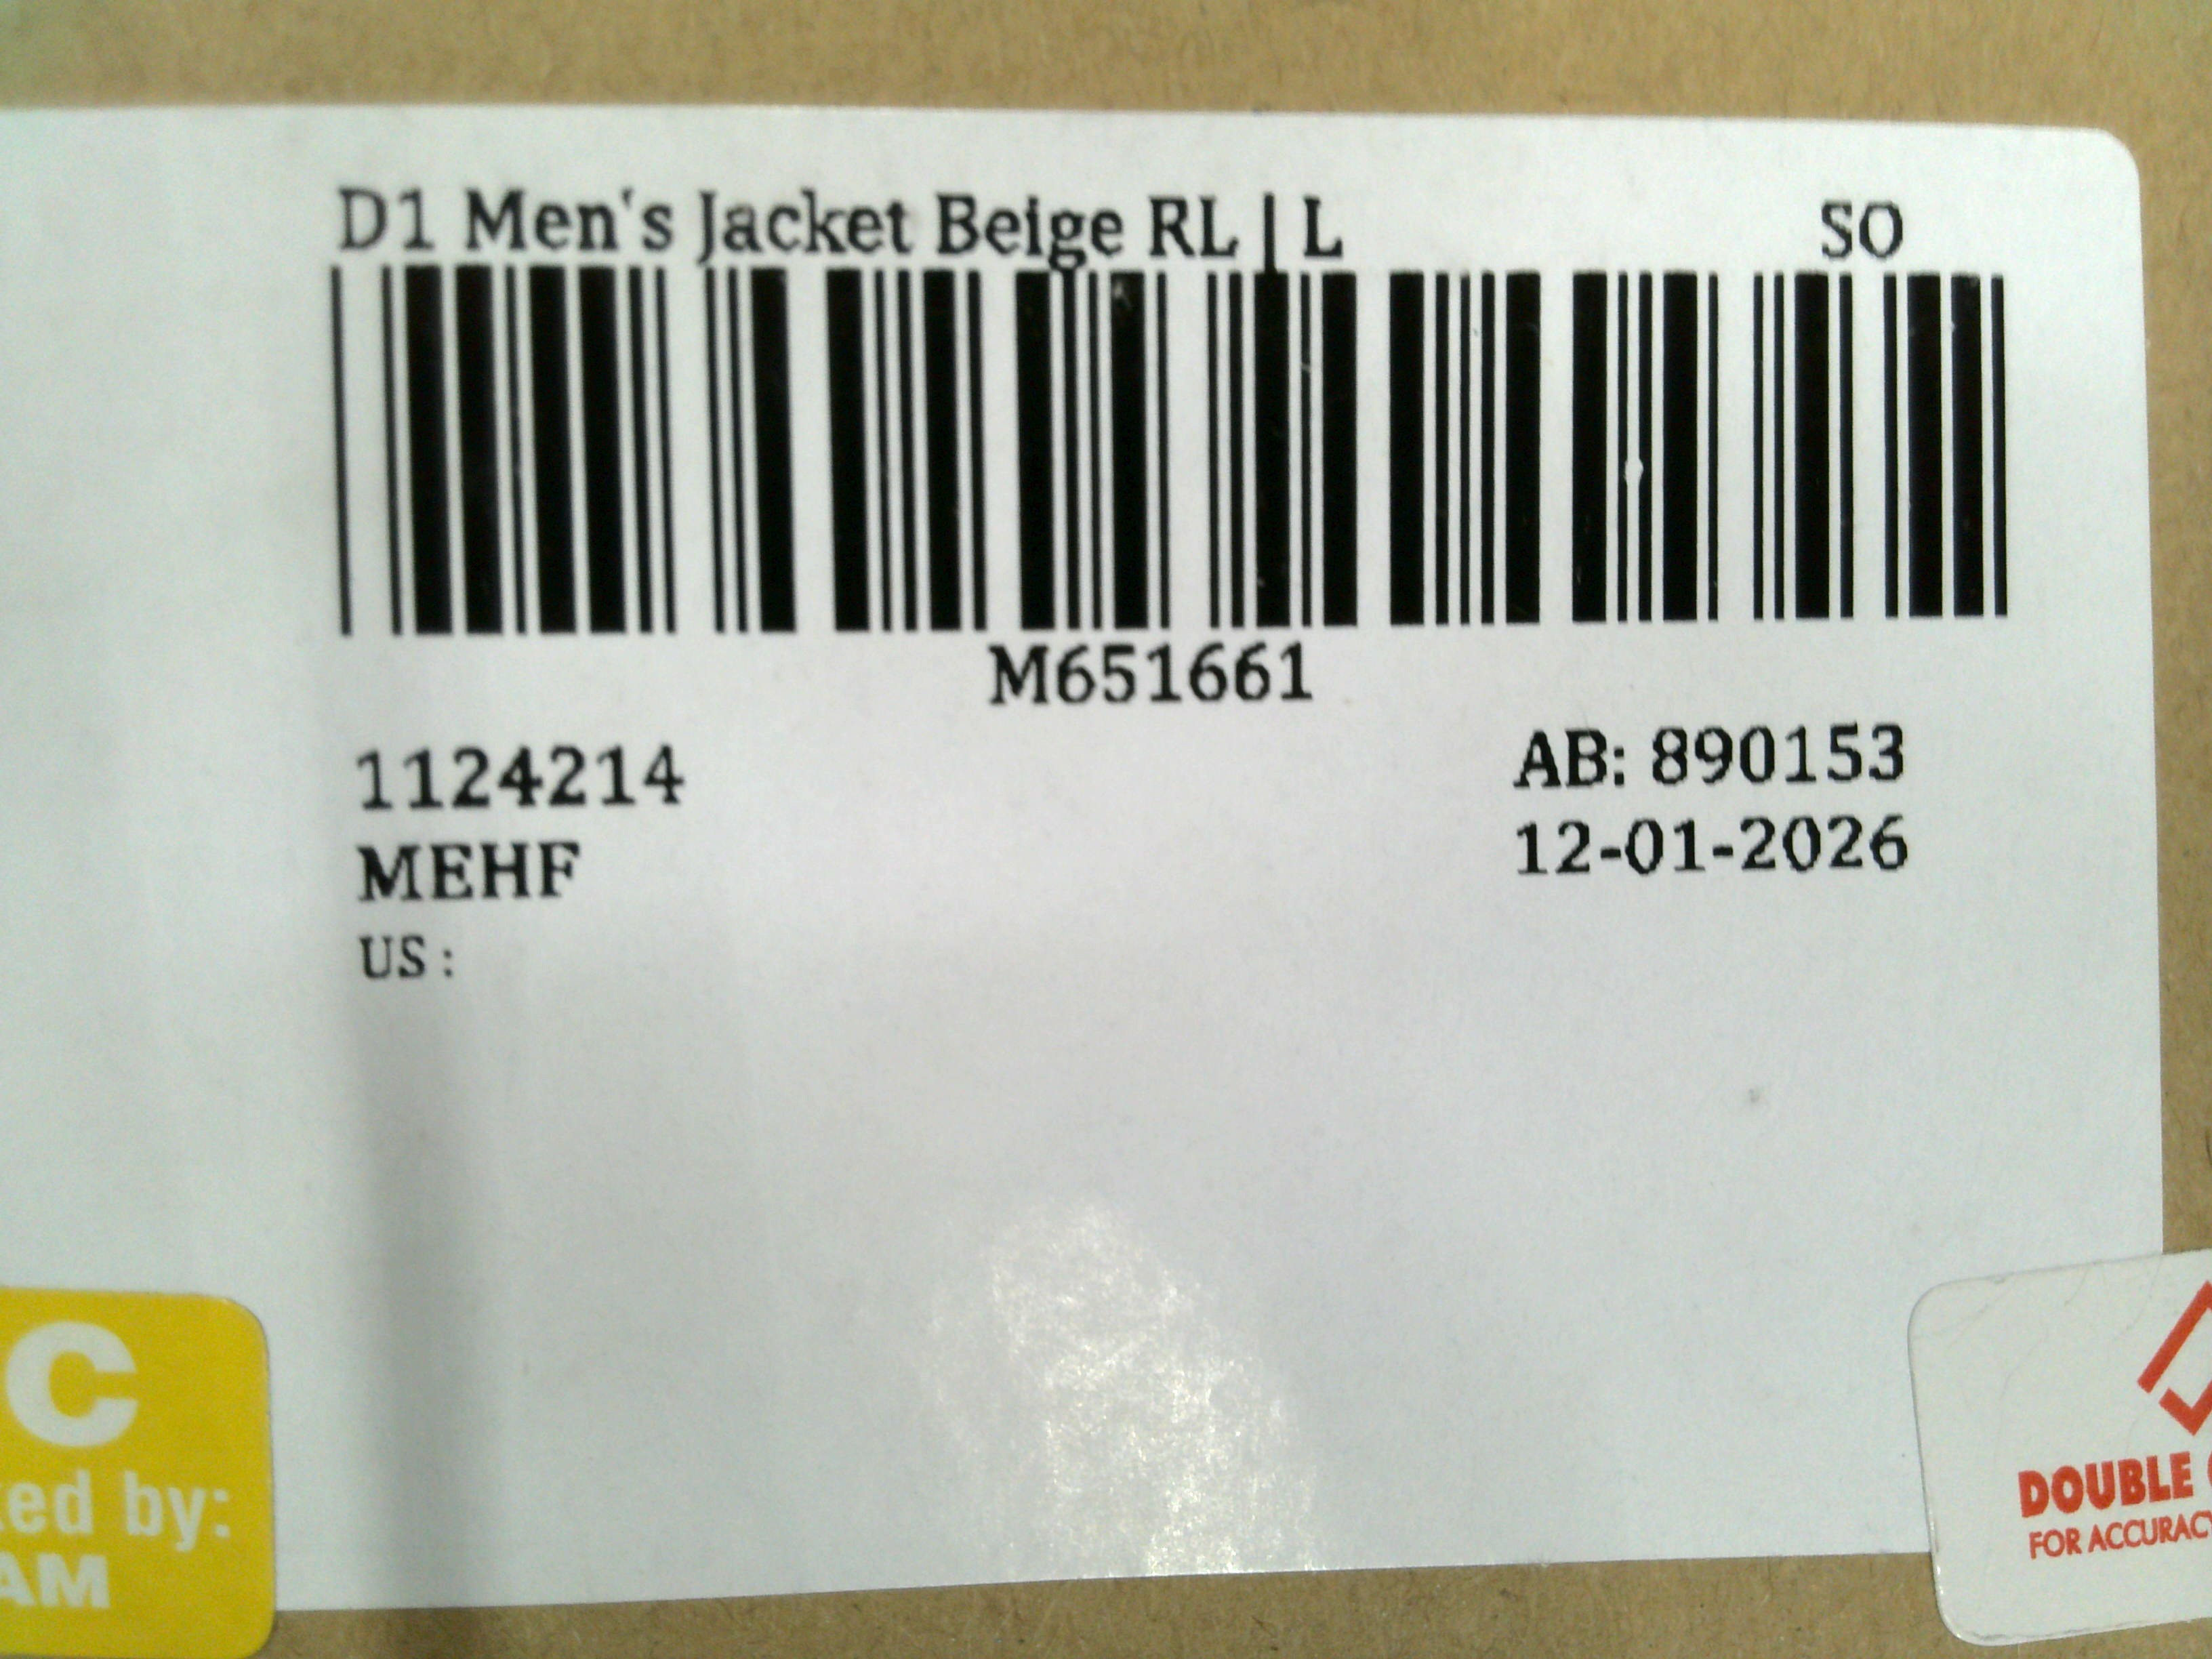 D1 Men's Jacket Beige RL | L
SO
M651661
1124214
AB: 890153
MEHF
12-01-2026
US :
C
ked by:
AM
DOUBLE
FOR ACCURACY